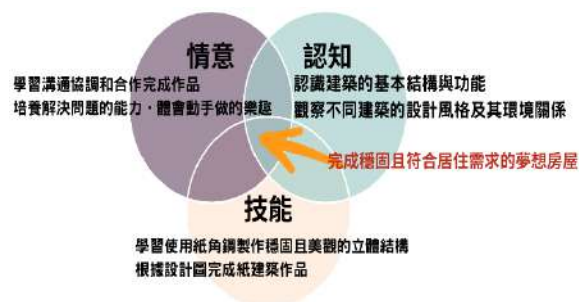 情意
學習溝通協調和合作完成作品
培養解決問題的能力，體會動手做的樂趣
認知
認識建築的基本結構與功能
觀察不同建築的設計風格及其環境關係
完成穩固且符合居住需求的夢想房屋
技能
學習使用紙角鋼製作穩固且美觀的立體結構
根據設計圖完成紙建築作品